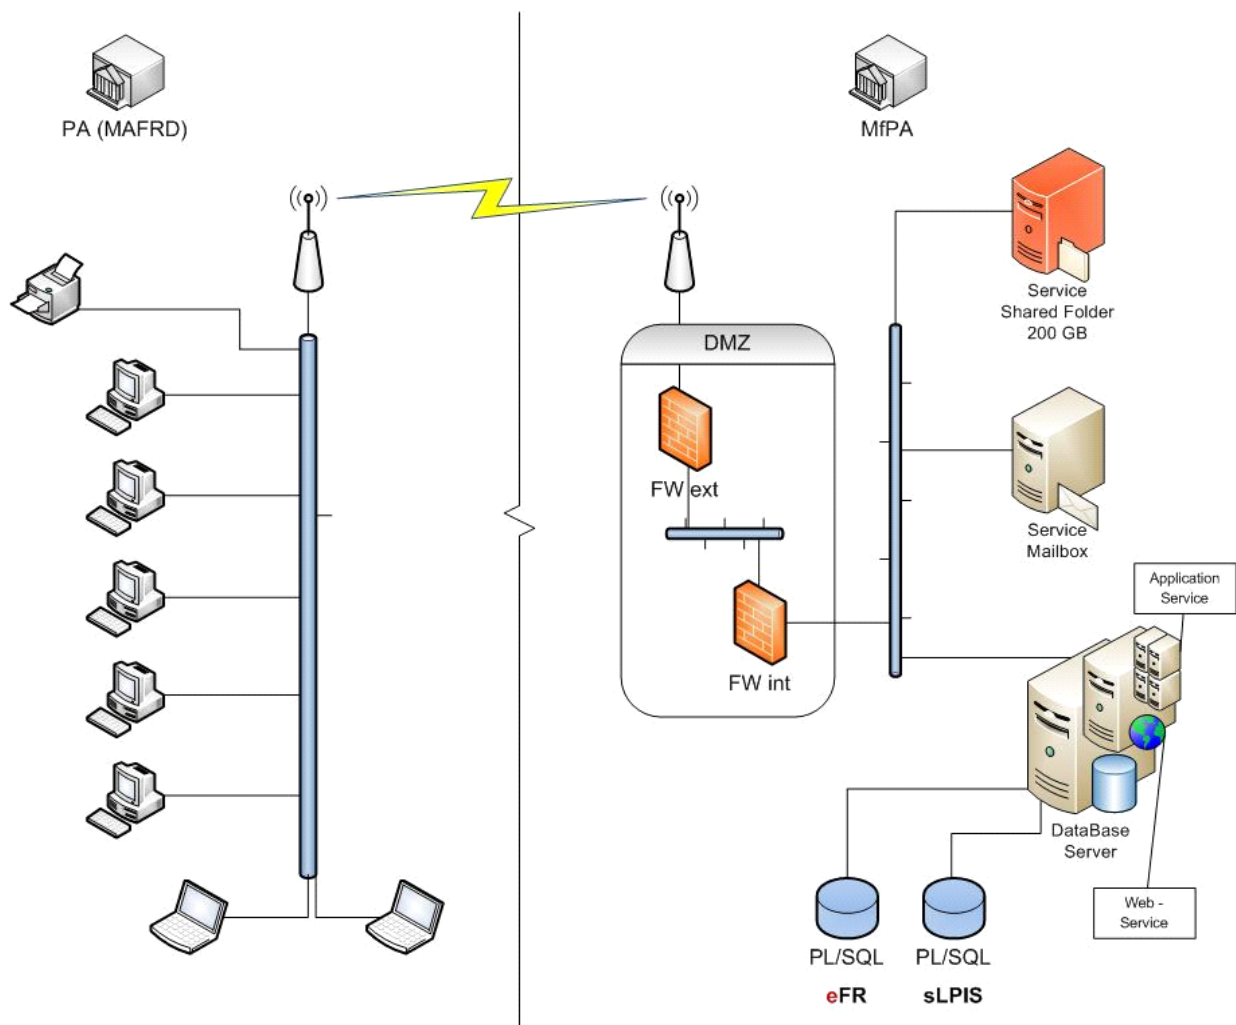 PA (MAFRD)
MfPA
Service
Shared Folder
200 GB
DMZ
FW ext
Service
Mailbox
Application
Service
FW int
DataBase
Server
Web -
Service
PL/SQL
eFR
PL/SQL
sLPIS